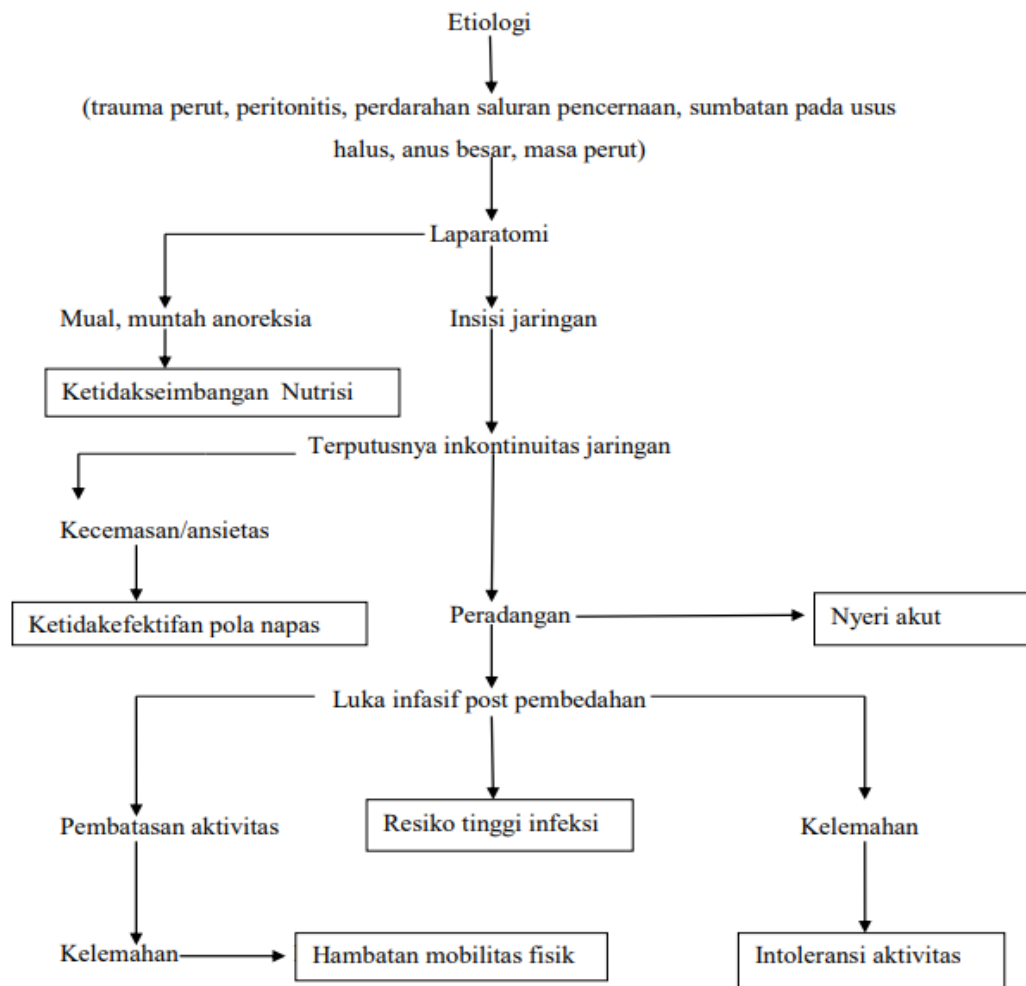 Etiologi
(trauma perut, peritonitis, perdarahan saluran pencernaan, sumbatan pada usus
halus, anus besar, masa perut)
Laparatomi
Mual, muntah anoreksia
Insisi jaringan
Ketidakseimbangan Nutrisi
Terputusnya inkontinuitas jaringan
Kecemasan/ansietas
Ketidakefektifan pola napas
Peradangan
Nyeri akut
Luka infasif post pembedahan
Pembatasan aktivitas
Resiko tinggi infeksi
Kelemahan
Kelemahan
Hambatan mobilitas fisik
Intoleransi aktivitas